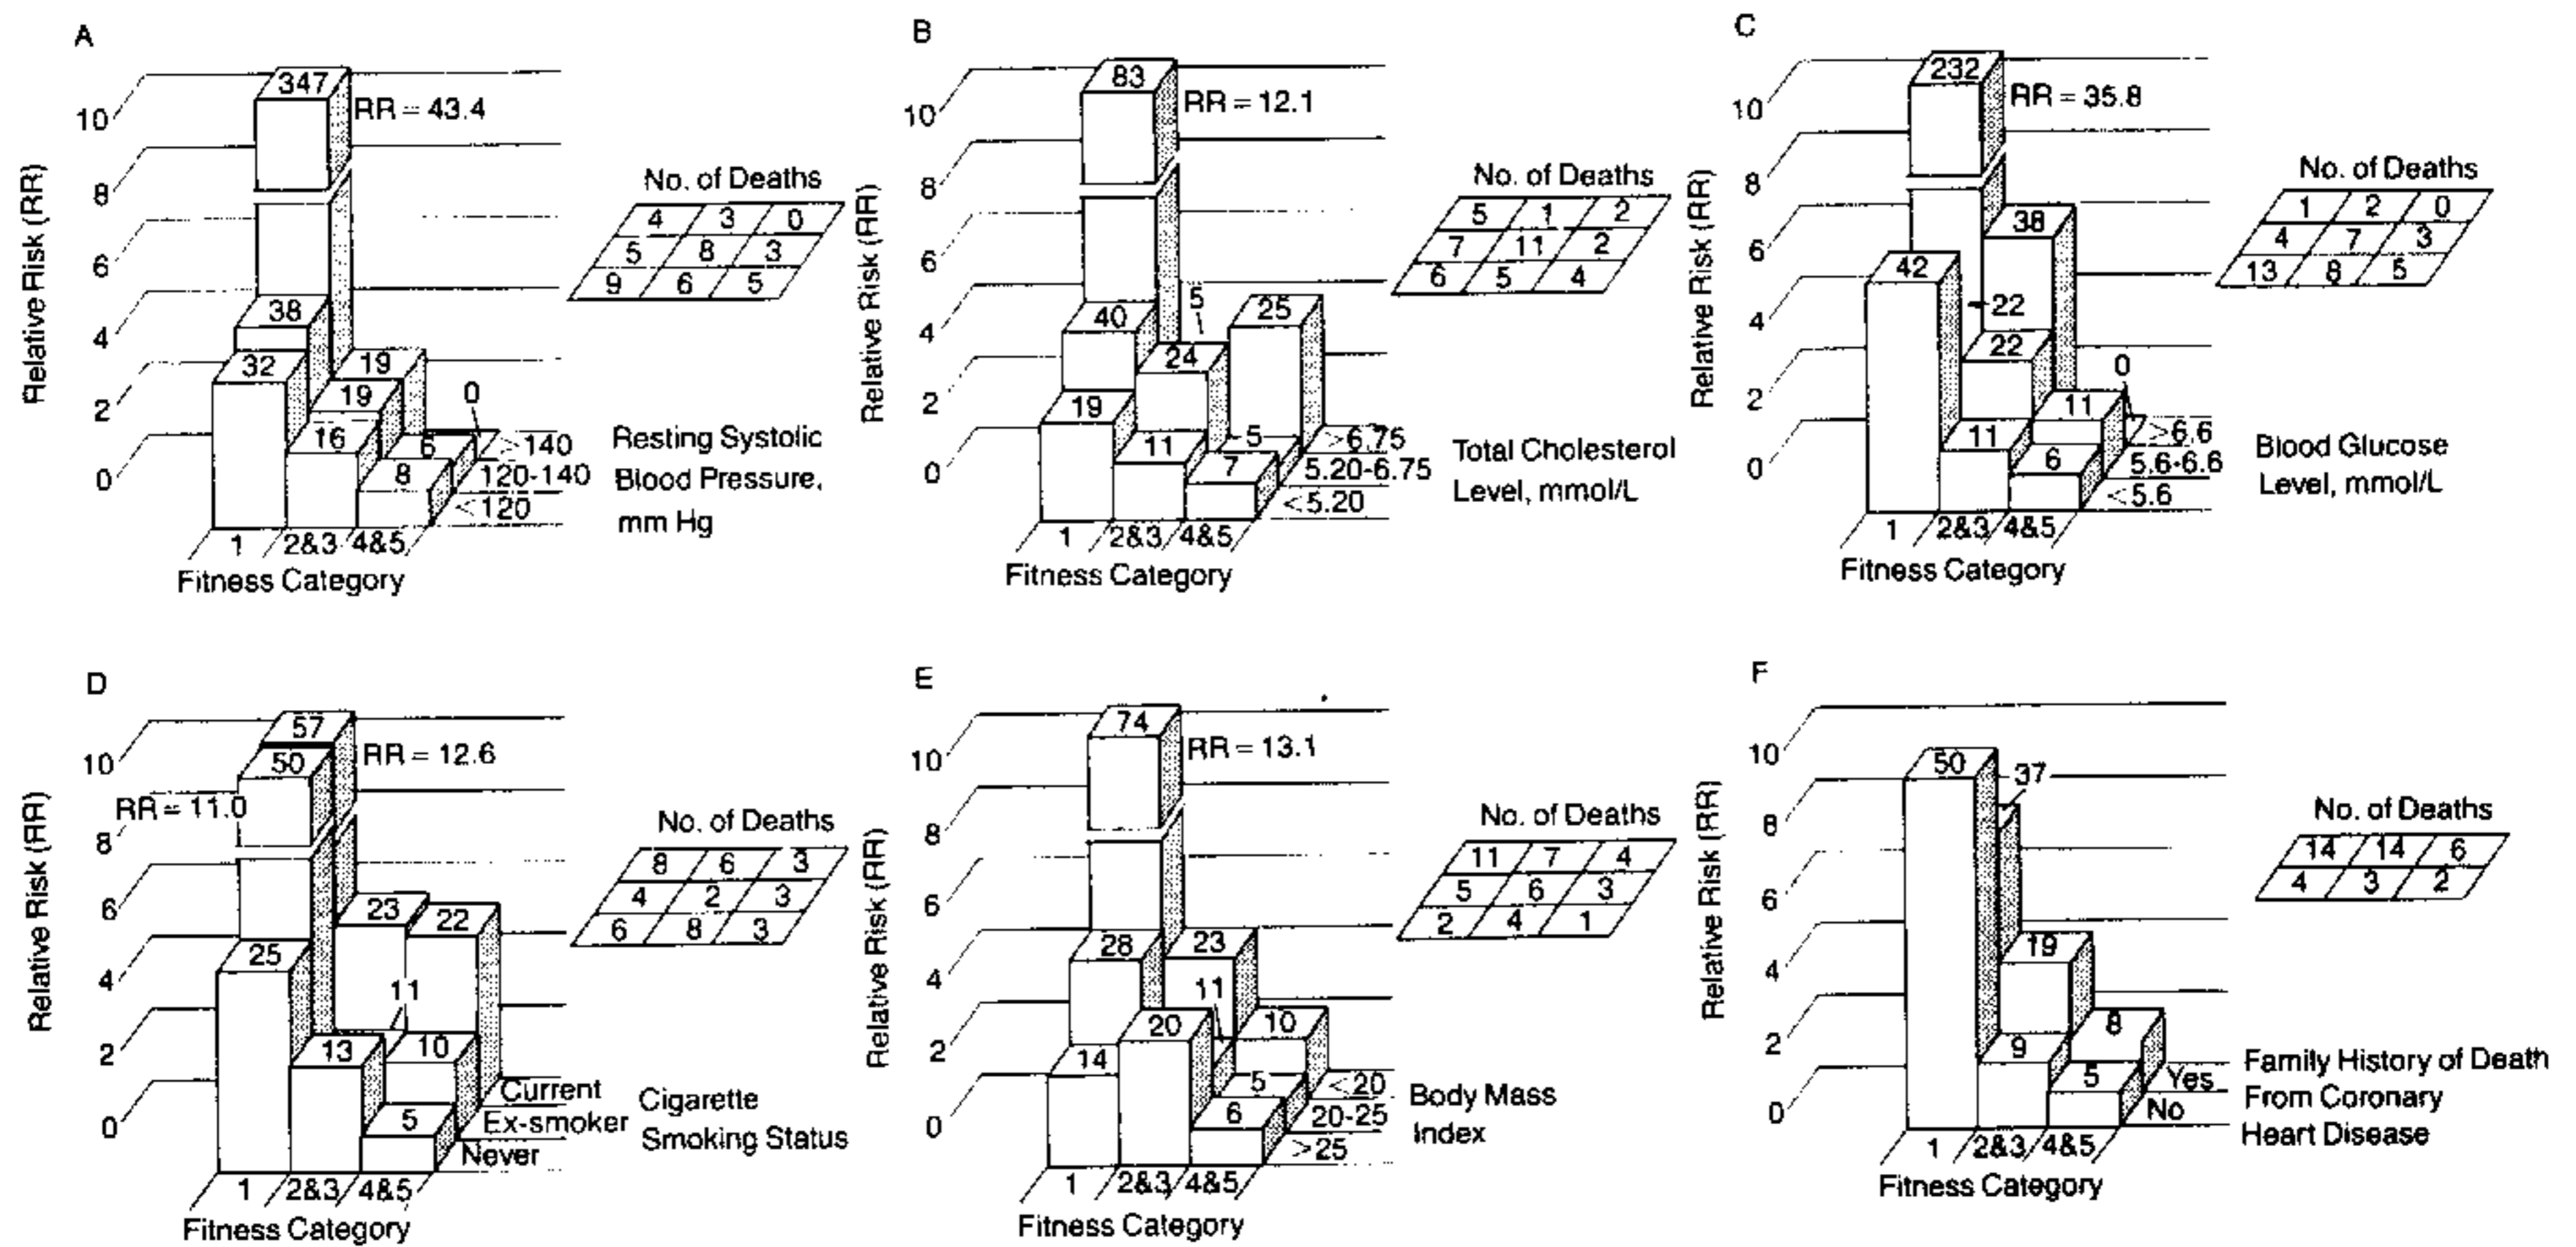 A
347
RR = 43.4
10
8
6
4
2
0
Relative Risk (RR)
38
32
19
19
16
6
8
0
>140
120-140
<120
1 2&3 4&5
Fitness Category
No. of Deaths
4 3 0
5 8 3
9 6 5
Resting Systolic
Blood Pressure,
mm Hg
B
83
RR = 12.1
10
8
6
4
2
0
Relative Risk (RR)
40
5
25
24
19
11
5
7
>6.75
5.20-6.75
<5.20
1 2&3 4&5
Fitness Category
No. of Deaths
5 1 2
7 11 2
6 5 4
Total Cholesterol
Level, mmol/L
C
232
RR = 35.8
10
8
6
4
2
0
Relative Risk (RR)
38
42
22
22
0
11
11
6
>6.6
5.6-6.6
<5.6
1 2&3 4&5
Fitness Category
No. of Deaths
1 2 0
4 7 3
13 8 5
Blood Glucose
Level, mmol/L
D
57
RR = 12.6
50
RR = 11.0
10
8
6
4
2
0
Relative Risk (RR)
23
22
25
11
13
10
5
Current
Ex-smoker
Never
1 2&3 4&5
Fitness Category
No. of Deaths
8 6 3
4 2 3
6 8 3
Cigarette
Smoking Status
E
74
RR = 13.1
10
8
6
4
2
0
Relative Risk (RR)
28
23
11
20
10
14
5
6
<20
20-25
>25
1 2&3 4&5
Fitness Category
No. of Deaths
11 7 4
5 6 3
2 4 1
Body Mass
Index
F
10
8
6
4
2
0
Relative Risk (RR)
50
37
19
9
8
5
Yes
No
1 2&3 4&5
Fitness Category
No. of Deaths
14 14 6
4 3 2
Family History of Death
From Coronary
Heart Disease